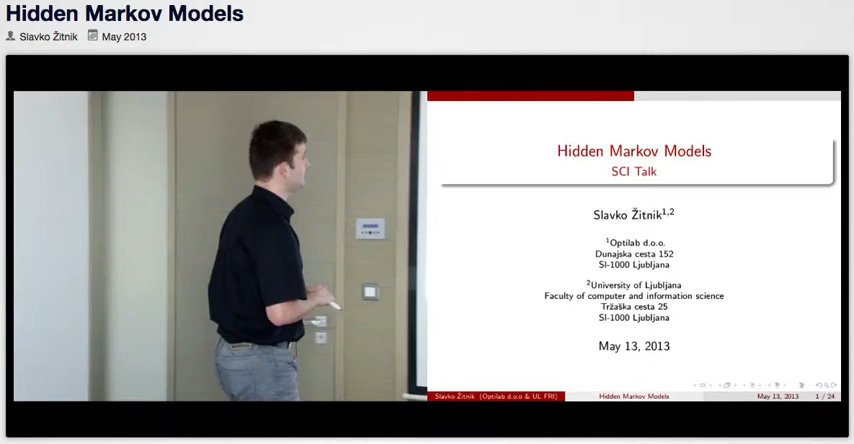 Hidden Markov Models
Slavko Žitnik May 2013
Hidden Markov Models
SCI Talk
Slavko Žitnik1,2
1Optilab d.o.o.
Dunajska cesta 152
SI-1000 Ljubljana
2University of Ljubljana
Faculty of computer and information science
Tržaška cesta 25
SI-1000 Ljubljana
May 13, 2013
Slavko Žitnik (Optilab d.o.o & UL FRI) Hidden Markov Models May 13, 2013 1 / 24